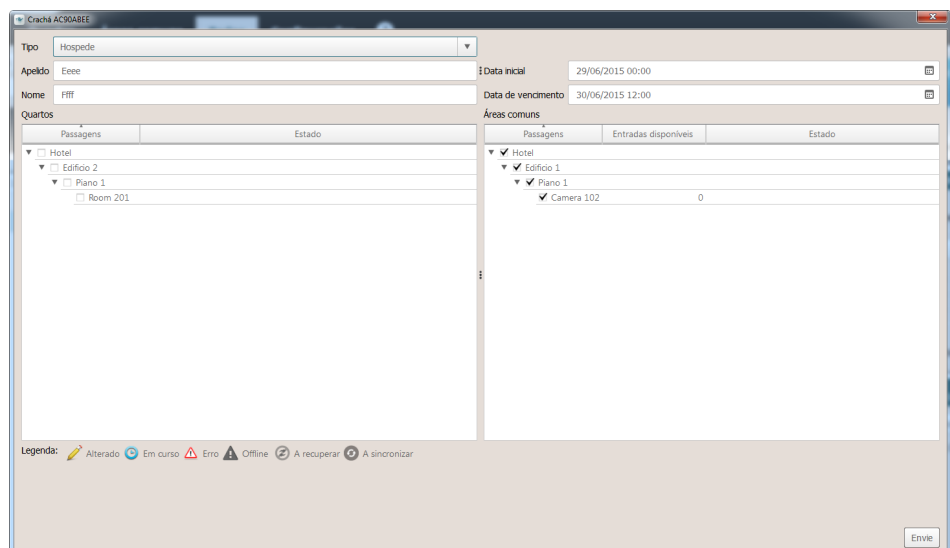 Crachá AC90ABEE
Tipo Hospede
Apelido Eeee Data inicial 29/06/2015 00:00
Nome Ffff Data de vencimento 30/06/2015 12:00
Quartos Áreas comuns
Passagens Estado Passagens Entradas disponíveis Estado
Hotel Hotel
Edificio 2 Edificio 1
Piano 1 Piano 1
Room 201 Camera 102 0
Legenda: Alterado Em curso Erro Offline A recuperar A sincronizar
Envie